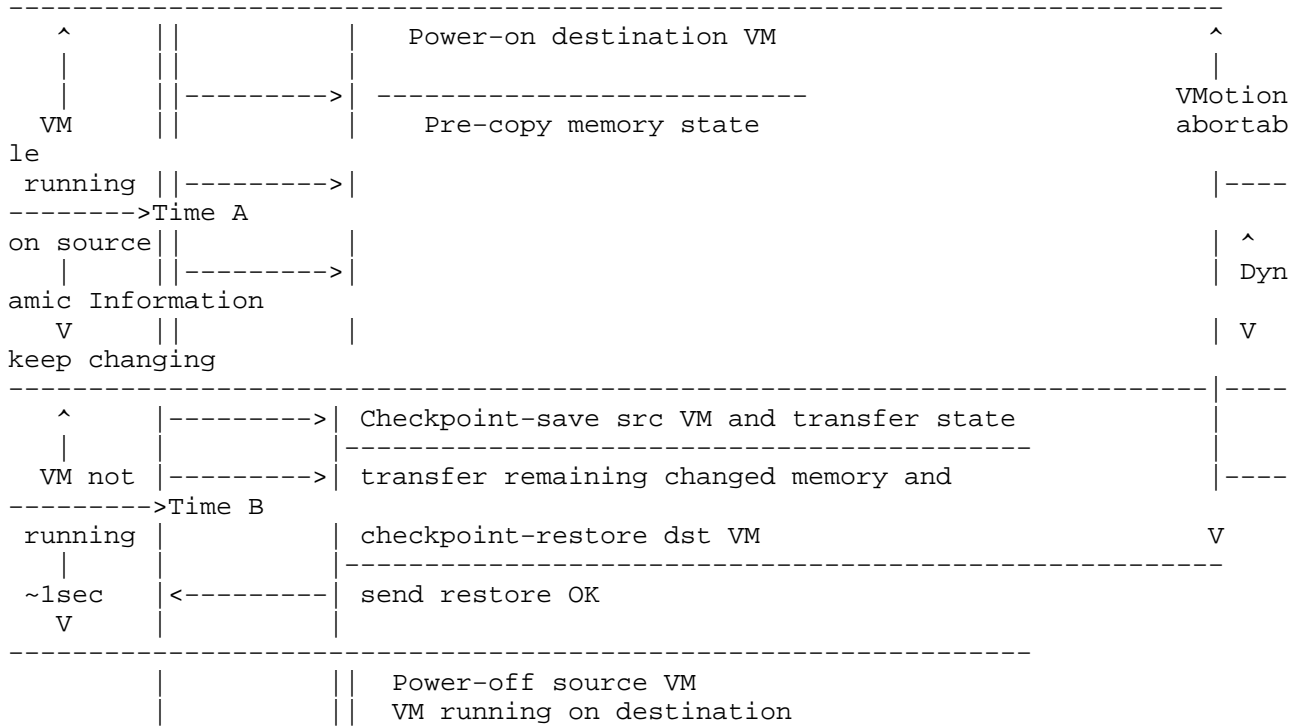 ----------------------------------------------------------------------------
   ^     ||          |   Power-on destination VM                           ^
   |     ||          |                                                     |
   |     ||--------->| ---------------------------                      VMotion
  VM     ||          |    Pre-copy memory state                         abortab
le
 running ||--------->|                                                     |----
-------->Time A
on source||          |                                                     | ^
   |     ||--------->|                                                     | Dyn
amic Information
   V     ||          |                                                     | V
keep changing
---------------------------------------------------------------------------|----
   ^     |--------->| Checkpoint-save src VM and transfer state            |
   |     |          |-------------------------------------------           |
  VM not |--------->| transfer remaining changed memory and                |----
--------->Time B
 running |          | checkpoint-restore dst VM                            V
   |     |          |-------------------------------------------------------
 ~1sec   |<---------| send restore OK
   V     |          |
----------------------------------------------------------------
         |          ||  Power-off source VM
         |          ||  VM running on destination